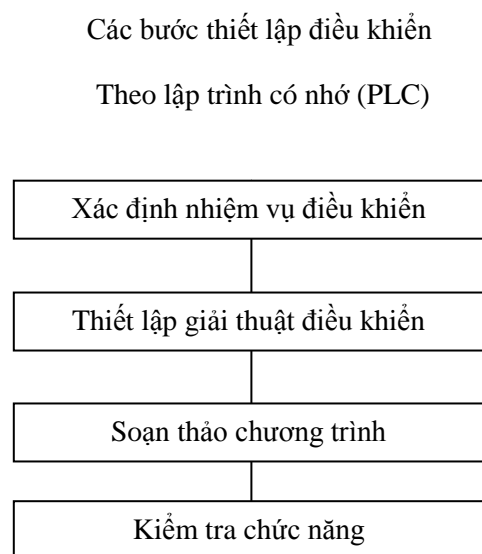 Các bước thiết lập điều khiển
Theo lập trình có nhớ (PLC)
Xác định nhiệm vụ điều khiển
Thiết lập giải thuật điều khiển
Soạn thảo chương trình
Kiểm tra chức năng